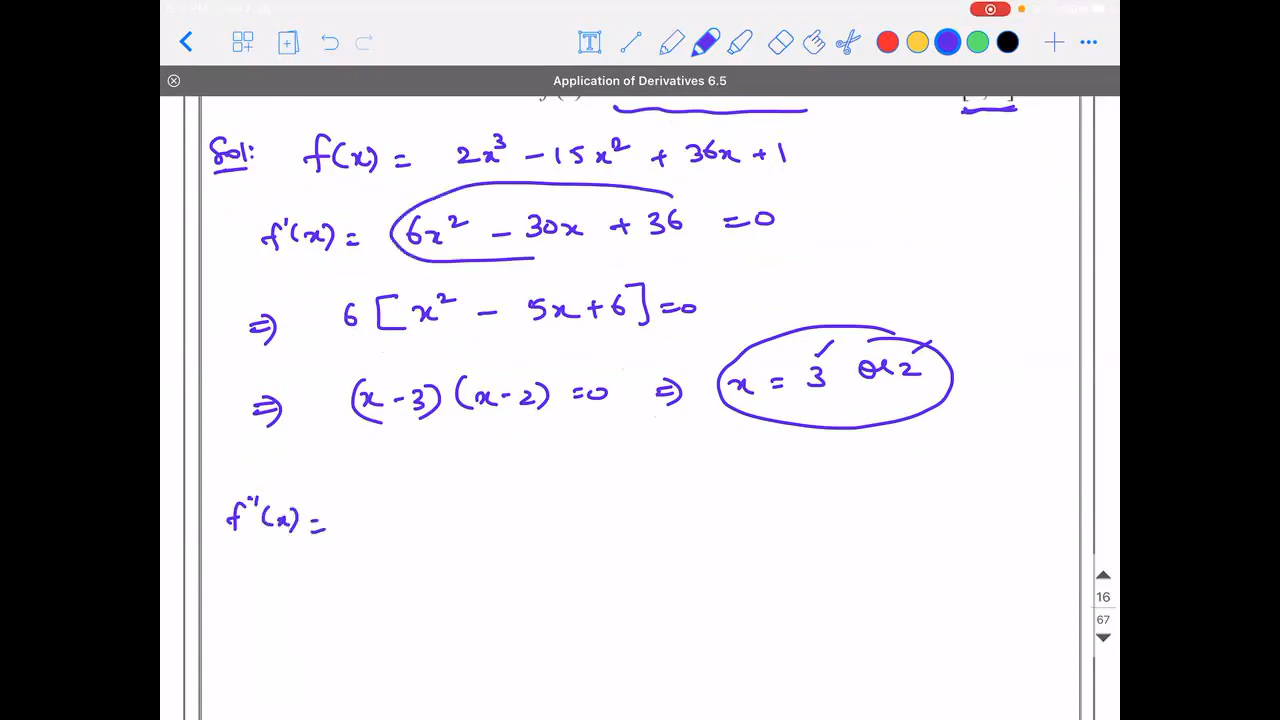 Application of Derivatives 6.5
Sol: f(x) = 2x³ - 15x² + 36x + 1
f'(x) = 6x² - 30x + 36 = 0
⇒ 6[x² - 5x + 6] = 0
⇒ (x - 3)(x - 2) = 0 ⇒ x = 3 or 2
f''(x) =
16
67